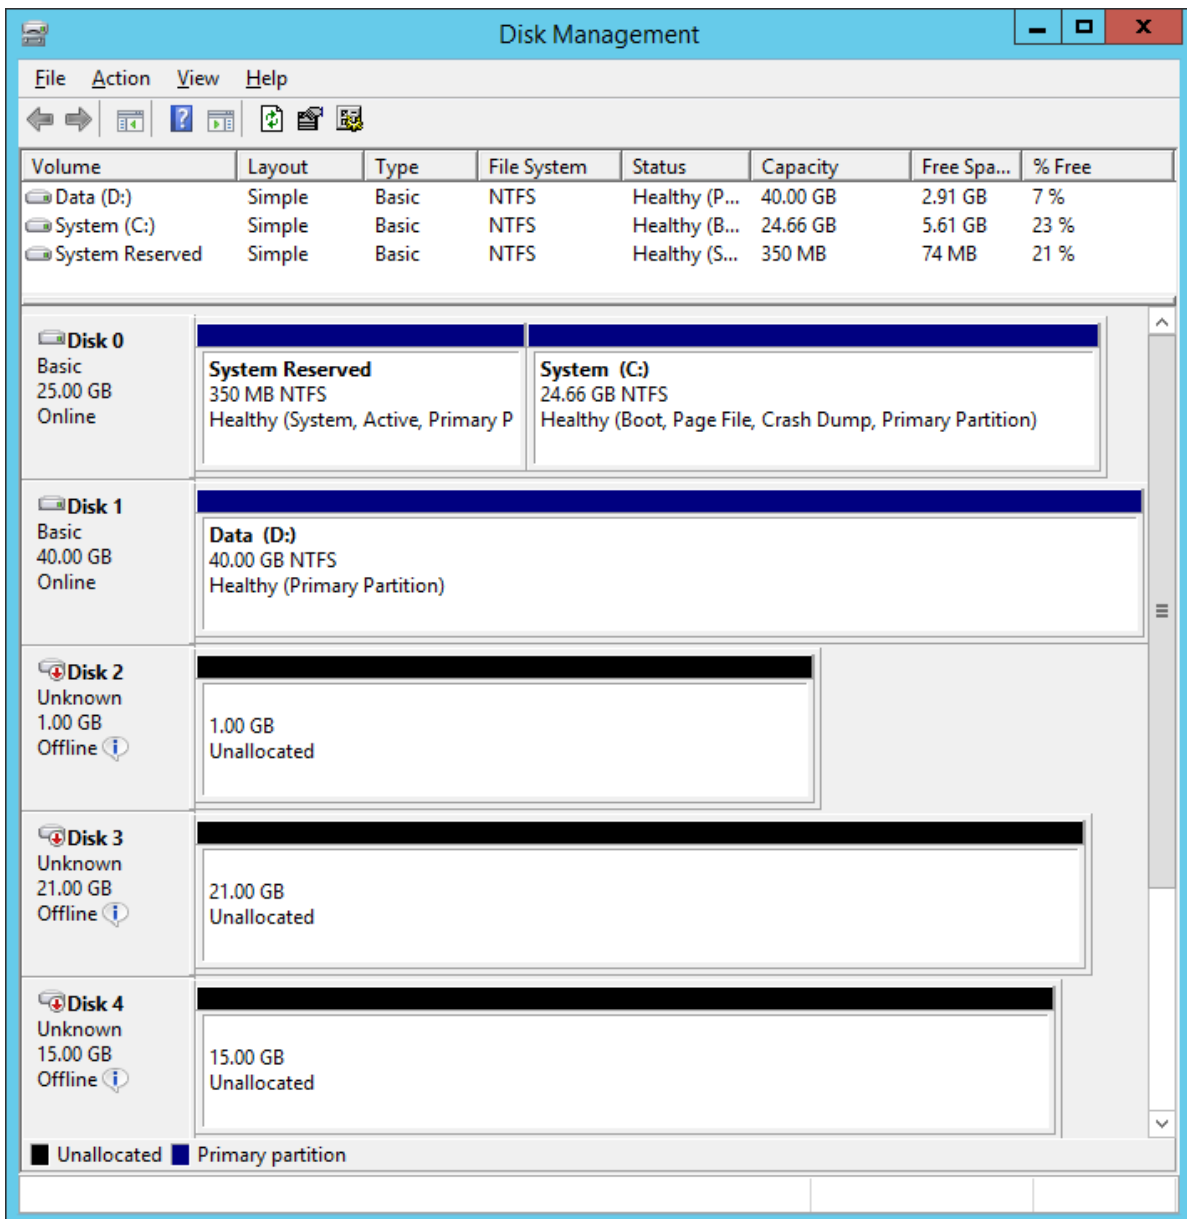 Disk Management
File Action View Help
Volume Layout Type File System Status Capacity Free Spa... % Free
Data (D:) Simple Basic NTFS Healthy (P... 40.00 GB 2.91 GB 7 %
System (C:) Simple Basic NTFS Healthy (B... 24.66 GB 5.61 GB 23 %
System Reserved Simple Basic NTFS Healthy (S... 350 MB 74 MB 21 %
Disk 0
Basic
25.00 GB
Online
System Reserved
350 MB NTFS
Healthy (System, Active, Primary P
System (C:)
24.66 GB NTFS
Healthy (Boot, Page File, Crash Dump, Primary Partition)
Disk 1
Basic
40.00 GB
Online
Data (D:)
40.00 GB NTFS
Healthy (Primary Partition)
Disk 2
Unknown
1.00 GB
Offline
1.00 GB
Unallocated
Disk 3
Unknown
21.00 GB
Offline
21.00 GB
Unallocated
Disk 4
Unknown
15.00 GB
Offline
15.00 GB
Unallocated
Unallocated Primary partition